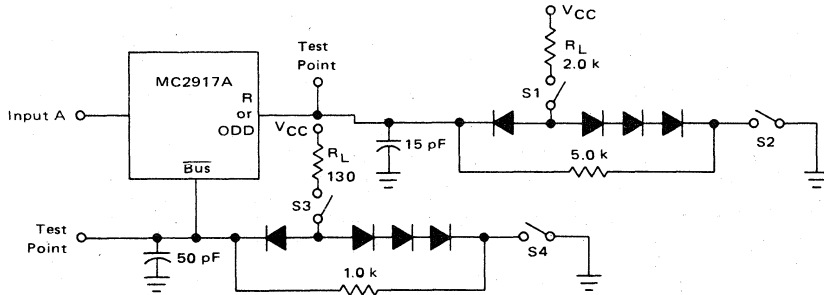 VCC
RL
2.0 k
S1
Test
Point
MC2917A
R
or
ODD
Input A
VCC
15 pF
S2
5.0 k
RL
130
Bus
S3
Test
Point
50 pF
S4
1.0 k